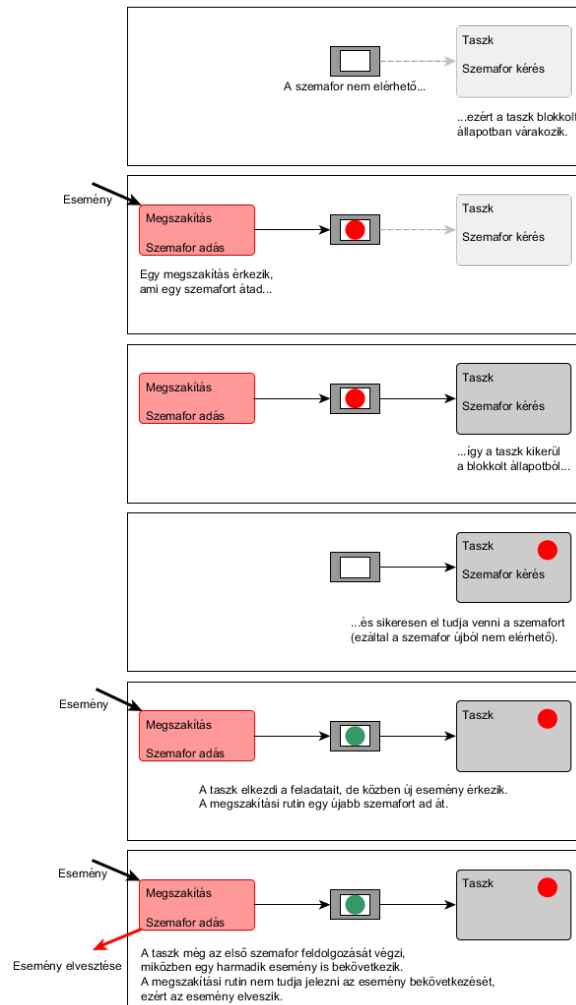 Taszk
Szemafor kérés
A szemafor nem elérhető...
...ezért a taszk blokkolt
állapotban várakozik.
Esemény
Megszakítás
Szemafor adás
Taszk
Szemafor kérés
Egy megszakítás érkezik,
ami egy szemafort átad...
Megszakítás
Szemafor adás
Taszk
Szemafor kérés
...így a taszk kikerül
a blokkolt állapotból...
Taszk
Szemafor kérés
...és sikeresen el tudja venni a szemafort
(ezáltal a szemafor újból nem elérhető).
Esemény
Megszakítás
Szemafor adás
Taszk
A taszk elkezdi a feladatait, de közben új esemény érkezik.
A megszakítási rutin egy újabb szemafort ad át.
Esemény
Megszakítás
Szemafor adás
Taszk
Esemény elvesztése
A taszk még az első szemafor feldolgozását végzi,
miközben egy harmadik esemény is bekövetkezik.
A megszakítási rutin nem tudja jelezni az esemény bekövetkezését,
ezért az esemény elveszik.